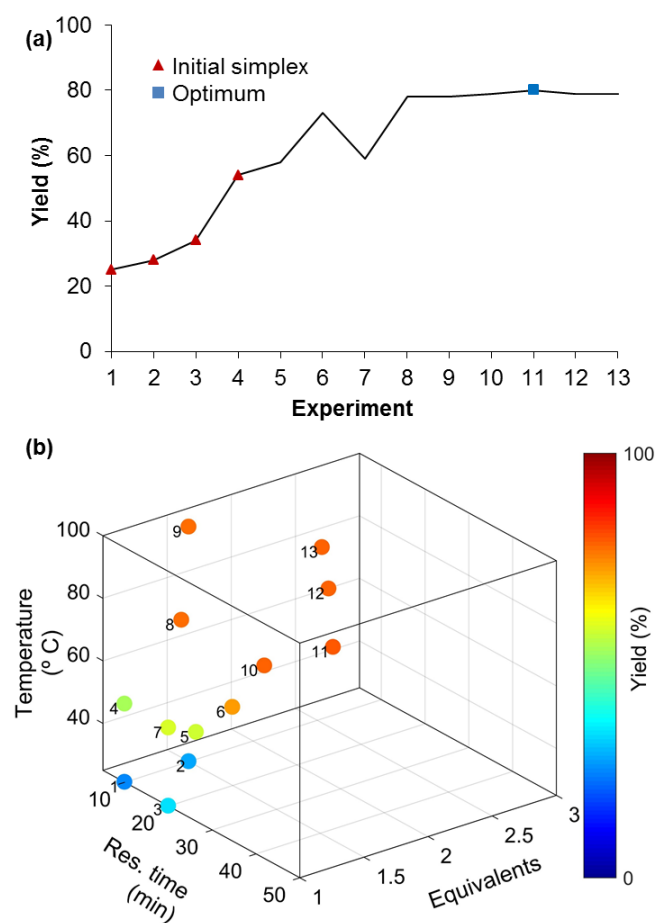 (a)
100
80
60
40
20
0
Yield (%)
Initial simplex
Optimum
1 2 3 4 5 6 7 8 9 10 11 12 13
Experiment
(b)
100
80
60
40
Temperature
(º C)
9
13
12
8
11
10
4
6
7
5
2
1
3
10
20
30
40
50
Res. time
(min)
1
1.5
2
2.5
3
Equivalents
100
0
Yield (%)